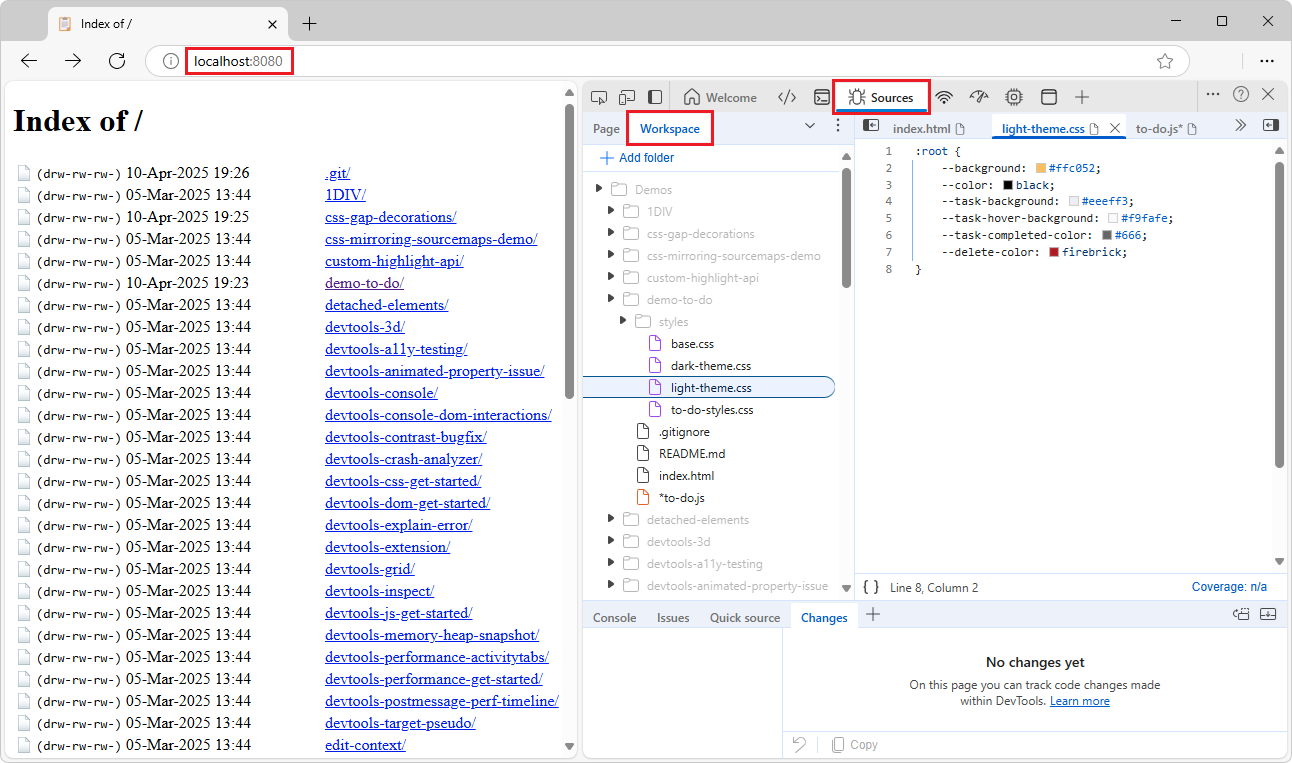 Index of /
localhost:8080
Index of /
(drw-rw-rw-) 10-Apr-2025 19:26 .git/
(drw-rw-rw-) 05-Mar-2025 13:44 1DIV/
(drw-rw-rw-) 10-Apr-2025 19:25 css-gap-decorations/
(drw-rw-rw-) 05-Mar-2025 13:44 css-mirroring-sourcemaps-demo/
(drw-rw-rw-) 05-Mar-2025 13:44 custom-highlight-api/
(drw-rw-rw-) 10-Apr-2025 19:23 demo-to-do/
(drw-rw-rw-) 05-Mar-2025 13:44 detached-elements/
(drw-rw-rw-) 05-Mar-2025 13:44 devtools-3d/
(drw-rw-rw-) 05-Mar-2025 13:44 devtools-a11y-testing/
(drw-rw-rw-) 05-Mar-2025 13:44 devtools-animated-property-issue/
(drw-rw-rw-) 05-Mar-2025 13:44 devtools-console/
(drw-rw-rw-) 05-Mar-2025 13:44 devtools-console-dom-interactions/
(drw-rw-rw-) 05-Mar-2025 13:44 devtools-contrast-bugfix/
(drw-rw-rw-) 05-Mar-2025 13:44 devtools-crash-analyzer/
(drw-rw-rw-) 05-Mar-2025 13:44 devtools-css-get-started/
(drw-rw-rw-) 05-Mar-2025 13:44 devtools-dom-get-started/
(drw-rw-rw-) 05-Mar-2025 13:44 devtools-explain-error/
(drw-rw-rw-) 05-Mar-2025 13:44 devtools-extension/
(drw-rw-rw-) 05-Mar-2025 13:44 devtools-grid/
(drw-rw-rw-) 05-Mar-2025 13:44 devtools-inspect/
(drw-rw-rw-) 05-Mar-2025 13:44 devtools-js-get-started/
(drw-rw-rw-) 05-Mar-2025 13:44 devtools-memory-heap-snapshot/
(drw-rw-rw-) 05-Mar-2025 13:44 devtools-performance-activitytabs/
(drw-rw-rw-) 05-Mar-2025 13:44 devtools-performance-get-started/
(drw-rw-rw-) 05-Mar-2025 13:44 devtools-postmessage-perf-timeline/
(drw-rw-rw-) 05-Mar-2025 13:44 devtools-target-pseudo/
(drw-rw-rw-) 05-Mar-2025 13:44 edit-context/
Welcome Sources
Page Workspace
Add folder
Demos
1DIV
css-gap-decorations
css-mirroring-sourcemaps-demo
custom-highlight-api
demo-to-do
styles
base.css
dark-theme.css
light-theme.css
to-do-styles.css
.gitignore
README.md
index.html
*to-do.js
detached-elements
devtools-3d
devtools-a11y-testing
devtools-animated-property-issue
index.html light-theme.css to-do.js*
1 :root {
2 --background: #ffc052;
3 --color: black;
4 --task-background: #eeeff3;
5 --task-hover-background: #f9fafe;
6 --task-completed-color: #666;
7 --delete-color: firebrick;
8 }
{ } Line 8, Column 2 Coverage: n/a
Console Issues Quick source Changes
No changes yet
On this page you can track code changes made
within DevTools. Learn more
Copy